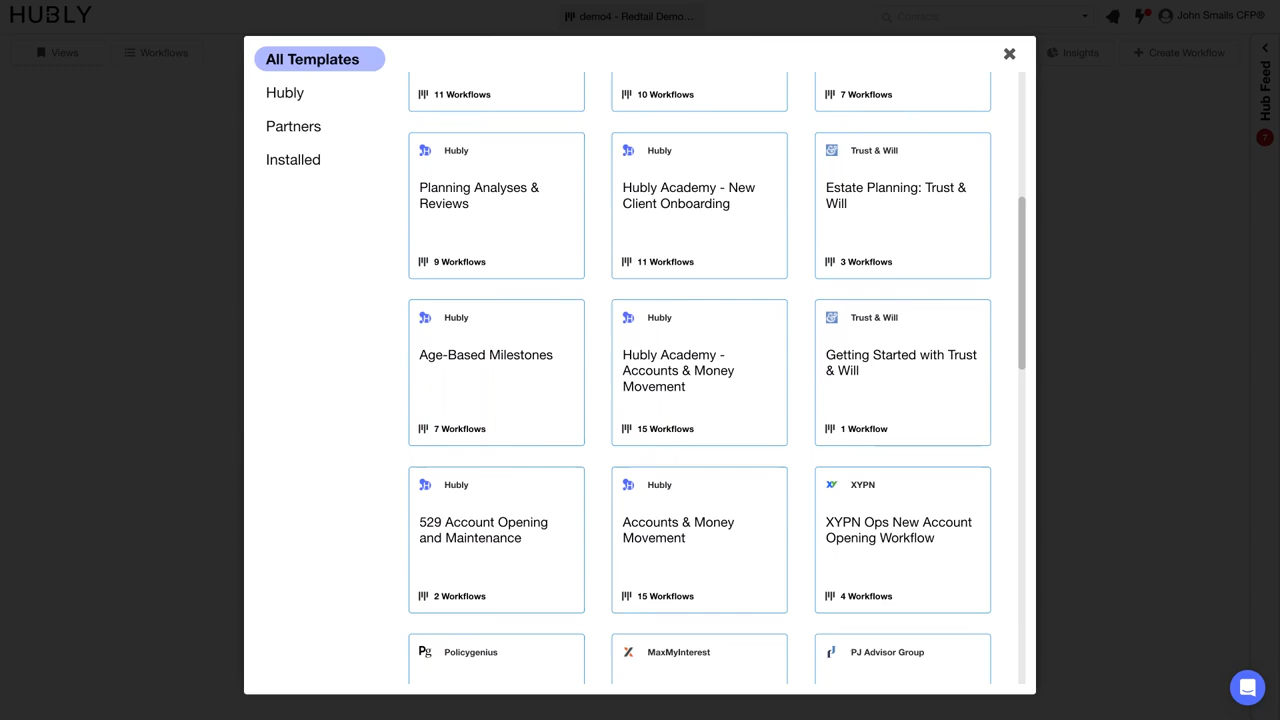 HUBLY
demo4 - Redtail Demo...
Contacts
John Smalls CFP®
Views
Workflows
Insights
Create Workflow
Hub Feed
7
All Templates
Hubly
Partners
Installed
11 Workflows
10 Workflows
7 Workflows
Hubly
Planning Analyses &
Reviews
9 Workflows
Hubly
Hubly Academy - New
Client Onboarding
11 Workflows
Trust & Will
Estate Planning: Trust &
Will
3 Workflows
Hubly
Age-Based Milestones
7 Workflows
Hubly
Hubly Academy -
Accounts & Money
Movement
15 Workflows
Trust & Will
Getting Started with Trust
& Will
1 Workflow
Hubly
529 Account Opening
and Maintenance
2 Workflows
Hubly
Accounts & Money
Movement
15 Workflows
XY
XYPN
XYPN Ops New Account
Opening Workflow
4 Workflows
Pg
Policygenius
MaxMyInterest
PJ Advisor Group